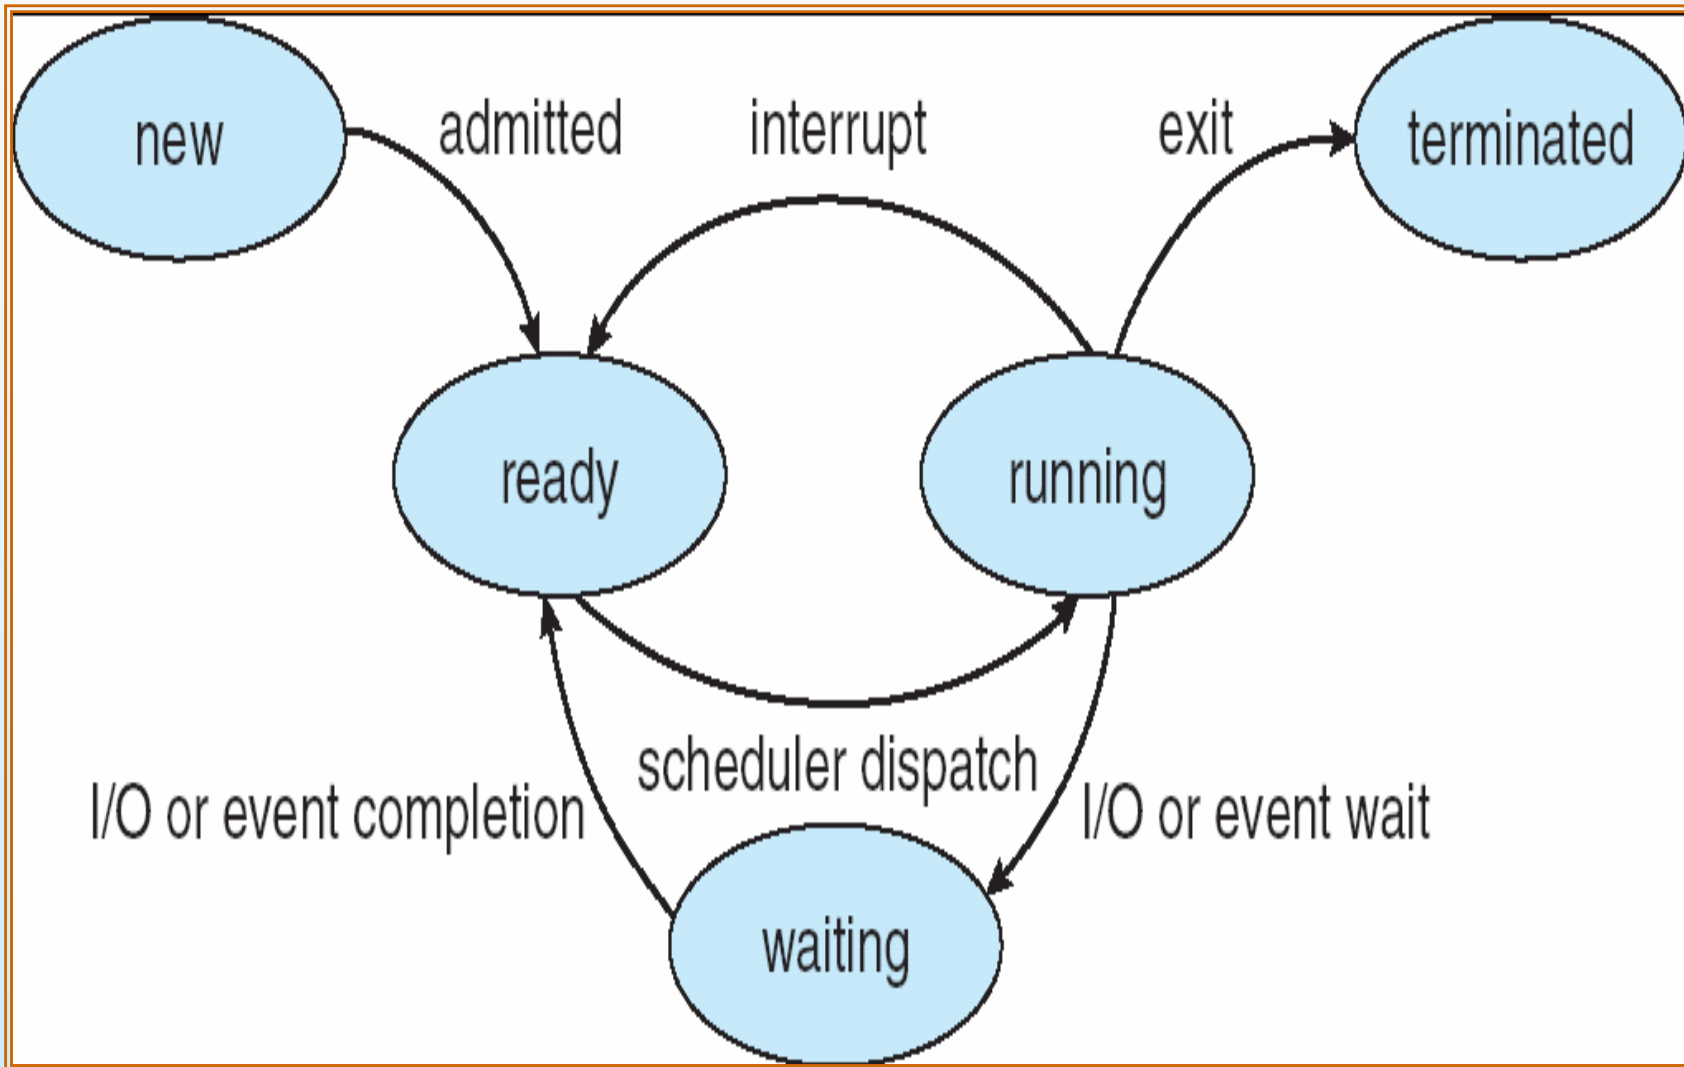 admitted
interrupt
exit
new
terminated
ready
running
scheduler dispatch
I/O or event completion
I/O or event wait
waiting